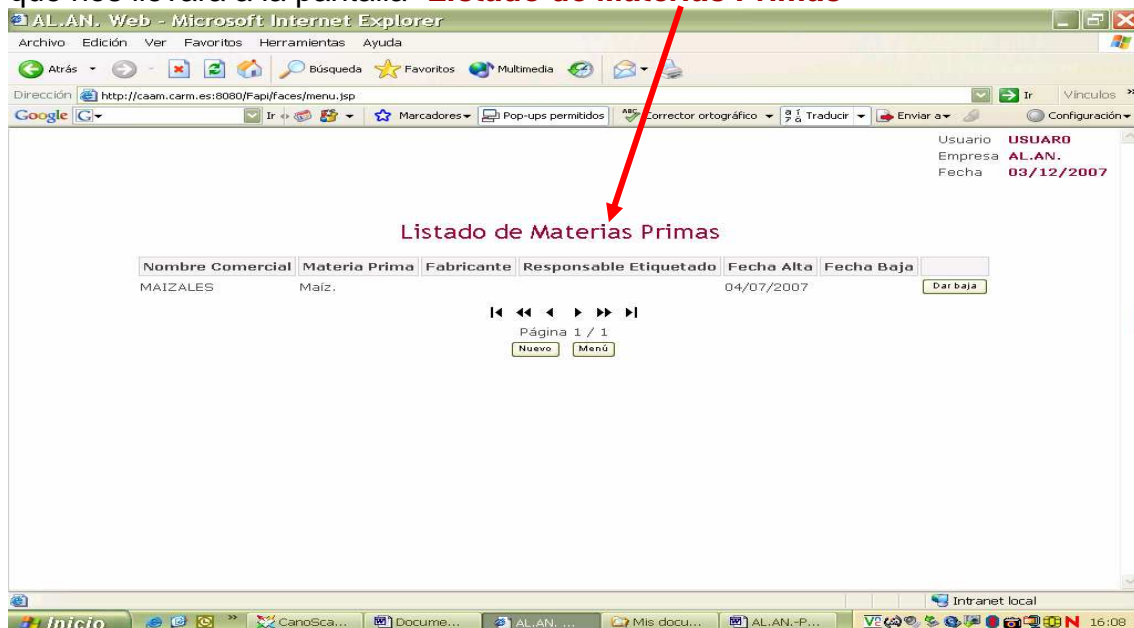 que nos llevará a la pantalla "Listado de Materias Primas"
AL.AN. Web - Microsoft Internet Explorer
Archivo Edición Ver Favoritos Herramientas Ayuda
Atrás Búsqueda Favoritos Multimedia
Dirección http://caam.carm.es:8080/Fapi/faces/menu.jsp Ir Vínculos »
Google G Ir Marcadores Pop-ups permitidos ABC Corrector ortográfico Traducir Enviar a Configuración
Usuario USUAR0
Empresa AL.AN.
Fecha 03/12/2007
Listado de Materias Primas
Nombre Comercial Materia Prima Fabricante Responsable Etiquetado Fecha Alta Fecha Baja
MAIZALES Maíz. 04/07/2007 Dar baja
Página 1 / 1
Nuevo Menú
Intranet local
Inicio » CanoSca... Docume... AL.AN. ... Mis docu... AL.AN.-P... 16:08